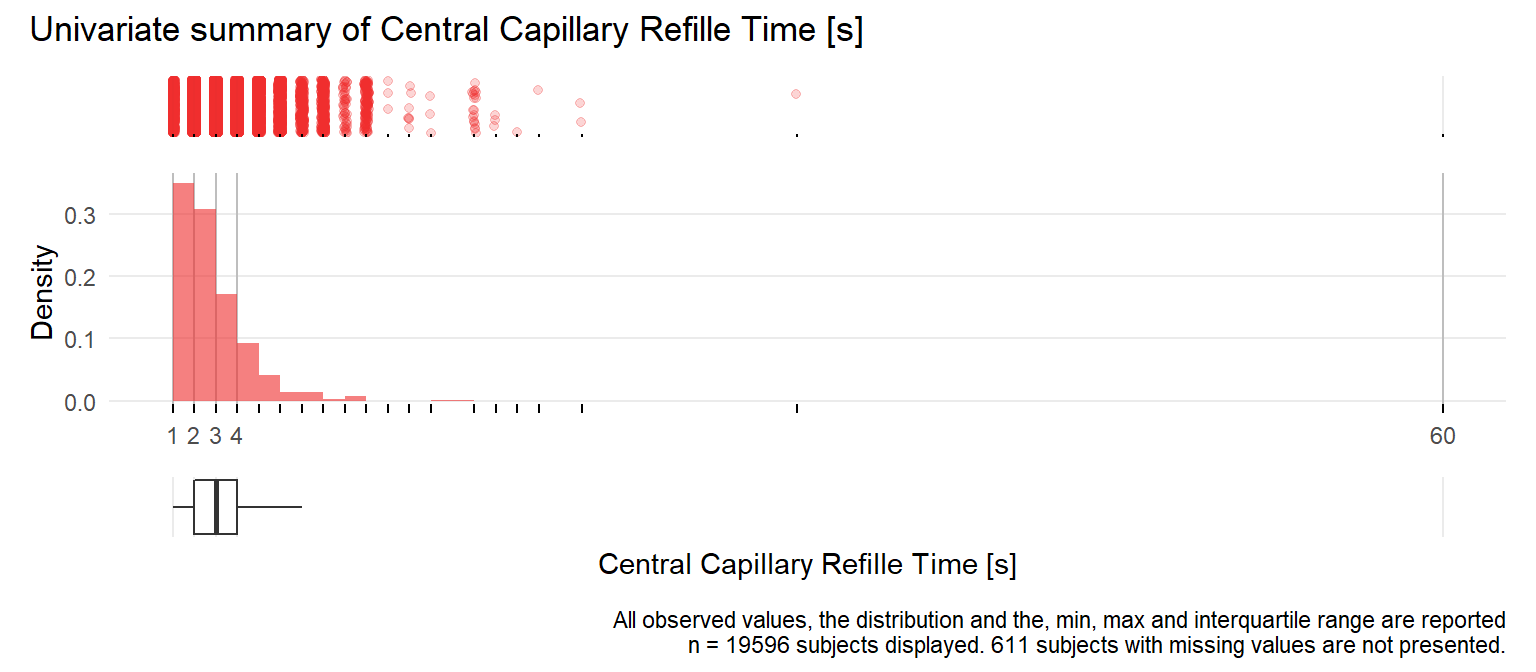 Univariate summary of Central Capillary Refille Time [s]
0.3
0.2
0.1
0.0
Density
1 2 3 4 60
Central Capillary Refille Time [s]
All observed values, the distribution and the, min, max and interquartile range are reported
n = 19596 subjects displayed. 611 subjects with missing values are not presented.